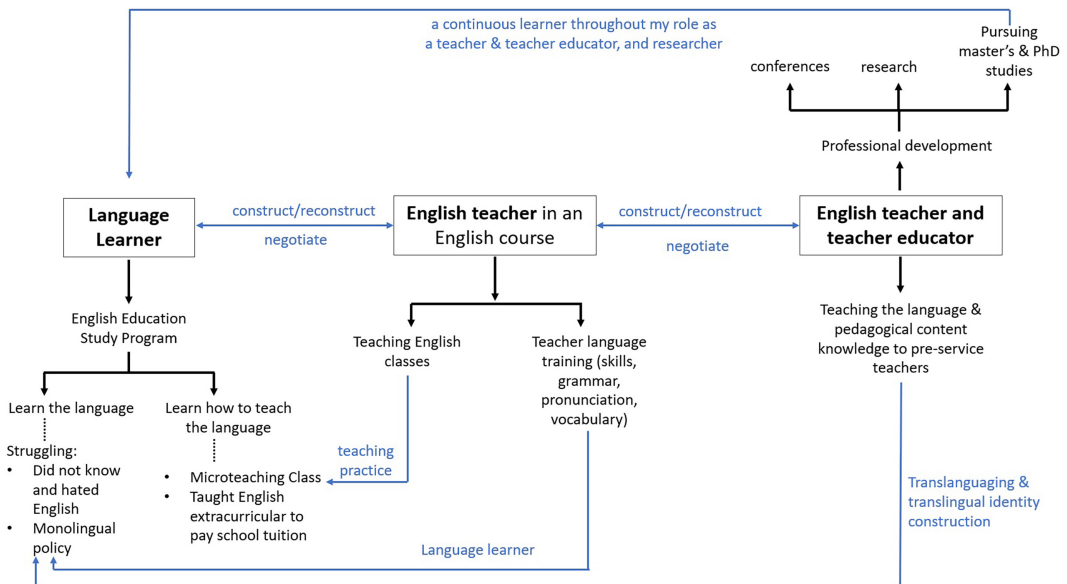 a continuous learner throughout my role as
a teacher & teacher educator, and researcher
Pursuing
master's & PhD
studies
conferences
research
Professional development
Language
Learner
construct/reconstruct
negotiate
English teacher in an
English course
construct/reconstruct
negotiate
English teacher and
teacher educator
English Education
Study Program
Teaching English
classes
Teacher language
training (skills,
grammar,
pronunciation,
vocabulary)
Teaching the language &
pedagogical content
knowledge to pre-service
teachers
Learn the language
Learn how to teach
the language
Struggling:
• Did not know
and hated
English
• Monolingual
policy
• Microteaching Class
• Taught English
extracurricular to
pay school tuition
teaching
practice
Language learner
Translanguaging &
translingual identity
construction